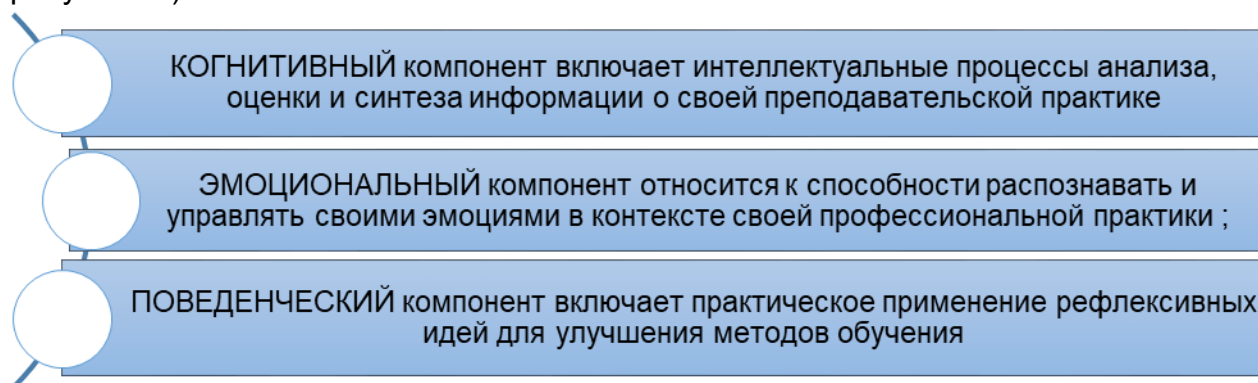 КОГНИТИВНЫЙ компонент включает интеллектуальные процессы анализа,
оценки и синтеза информации о своей преподавательской практике
ЭМОЦИОНАЛЬНЫЙ компонент относится к способности распознавать и
управлять своими эмоциями в контексте своей профессиональной практики ;
ПОВЕДЕНЧЕСКИЙ компонент включает практическое применение рефлексивных
идей для улучшения методов обучения